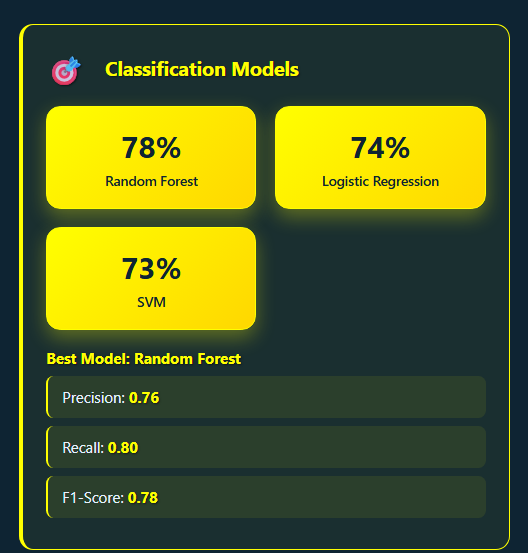 Classification Models
78%
Random Forest
74%
Logistic Regression
73%
SVM
Best Model: Random Forest
Precision: 0.76
Recall: 0.80
F1-Score: 0.78